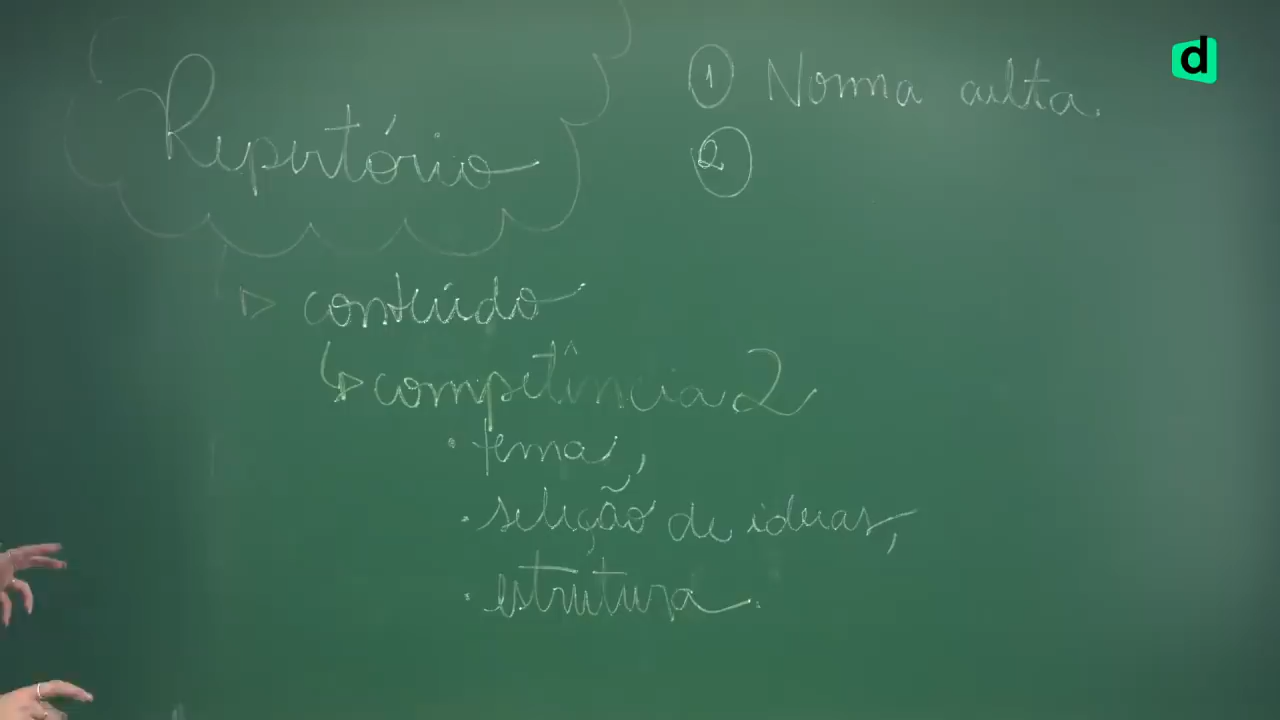 Repertório
▷ conteúdo
↳ competência 2
· tema,
· seleção de ideias,
· estrutura.
① Norma culta.
②
d